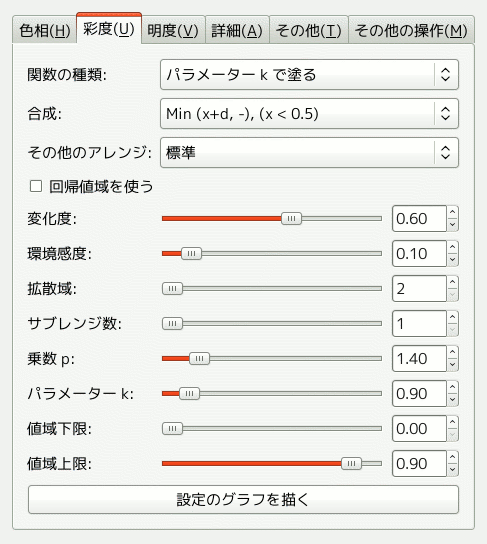 色相(H) 彩度(U) 明度(V) 詳細(A) その他(T) その他の操作(M)
関数の種類: パラメーター k で塗る
合成: Min (x+d, -), (x < 0.5)
その他のアレンジ: 標準
回帰値域を使う
変化度: 0.60
環境感度: 0.10
拡散域: 2
サブレンジ数: 1
乗数 p: 1.40
パラメーター k: 0.90
値域下限: 0.00
値域上限: 0.90
設定のグラフを描く